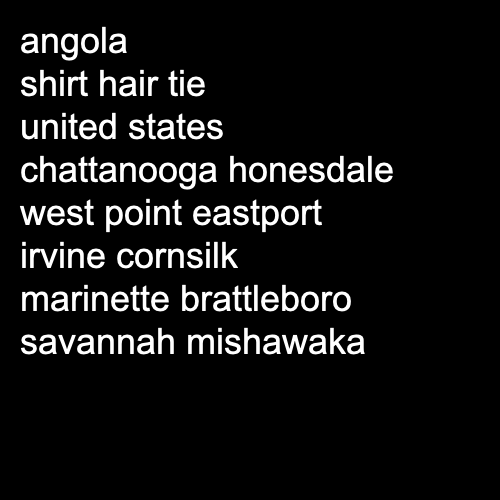 angola
shirt hair tie
united states
chattanooga honesdale
west point eastport
irvine cornsilk
marinette brattleboro
savannah mishawaka